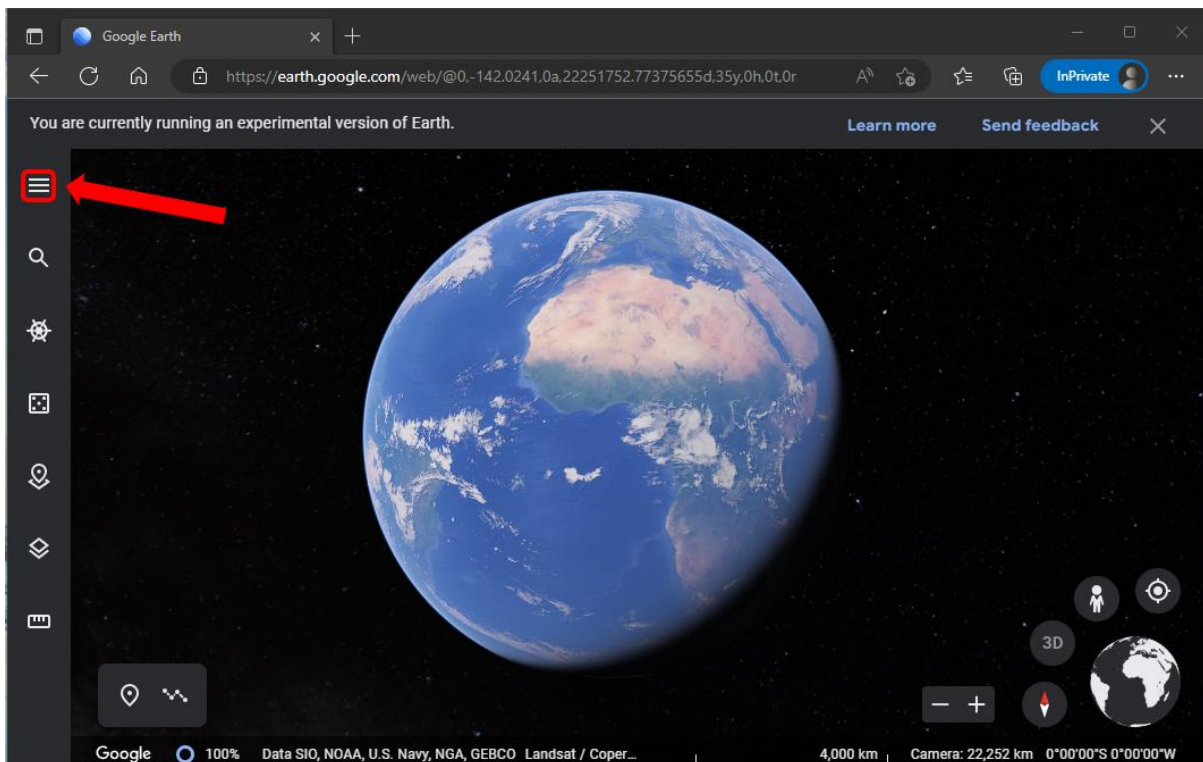 Google Earth
https://earth.google.com/web/@0,-142.0241,0a,22251752.77375655d,35y,0h,0t,0r
InPrivate
You are currently running an experimental version of Earth.
Learn more
Send feedback
3D
Google 100% Data SIO, NOAA, U.S. Navy, NGA, GEBCO Landsat / Coper... 4,000 km Camera: 22,252 km 0°00'00"S 0°00'00"W